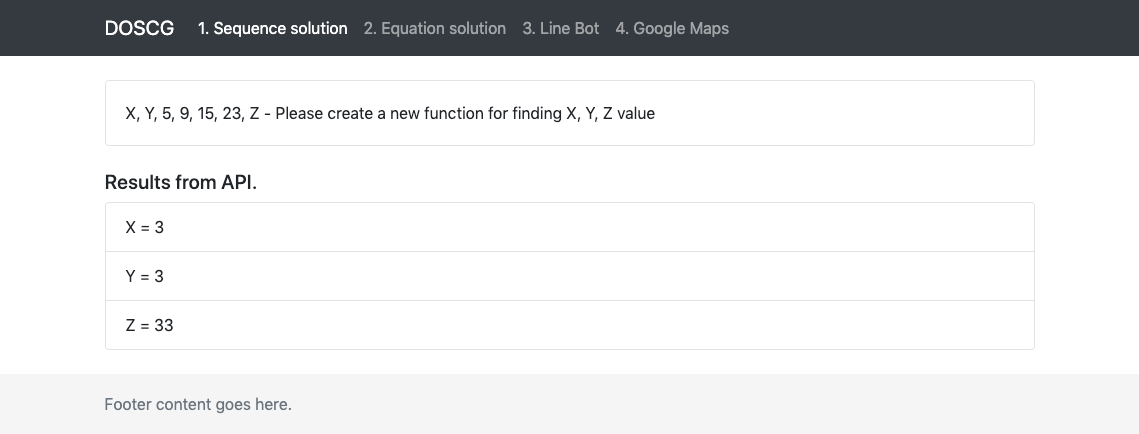 DOSCG 1. Sequence solution 2. Equation solution 3. Line Bot 4. Google Maps
X, Y, 5, 9, 15, 23, Z - Please create a new function for finding X, Y, Z value
Results from API.
X = 3
Y = 3
Z = 33
Footer content goes here.